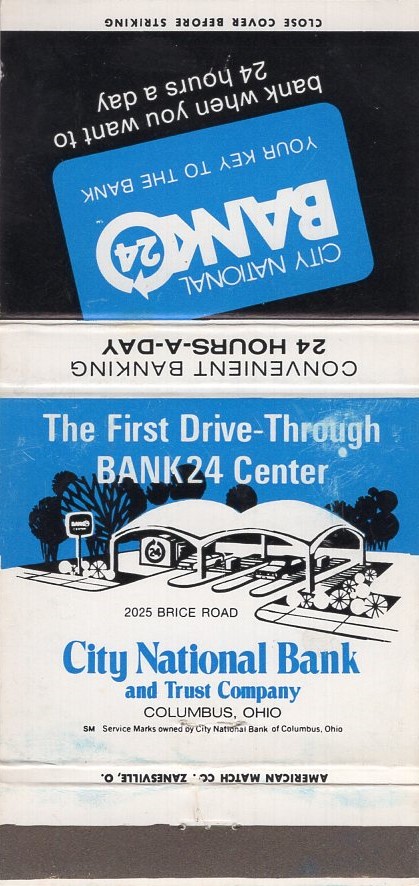 CLOSE COVER BEFORE STRIKING
bank when you want to
24 hours a day
CITY NATIONAL
BANK 24
YOUR KEY TO THE BANK
CONVENIENT BANKING
24 HOURS-A-DAY
The First Drive-Through
BANK24 Center
BANK24
24
2025 BRICE ROAD
City National Bank
and Trust Company
COLUMBUS, OHIO
SM Service Marks owned by City National Bank of Columbus, Ohio
AMERICAN MATCH CO., ZANESVILLE, O.